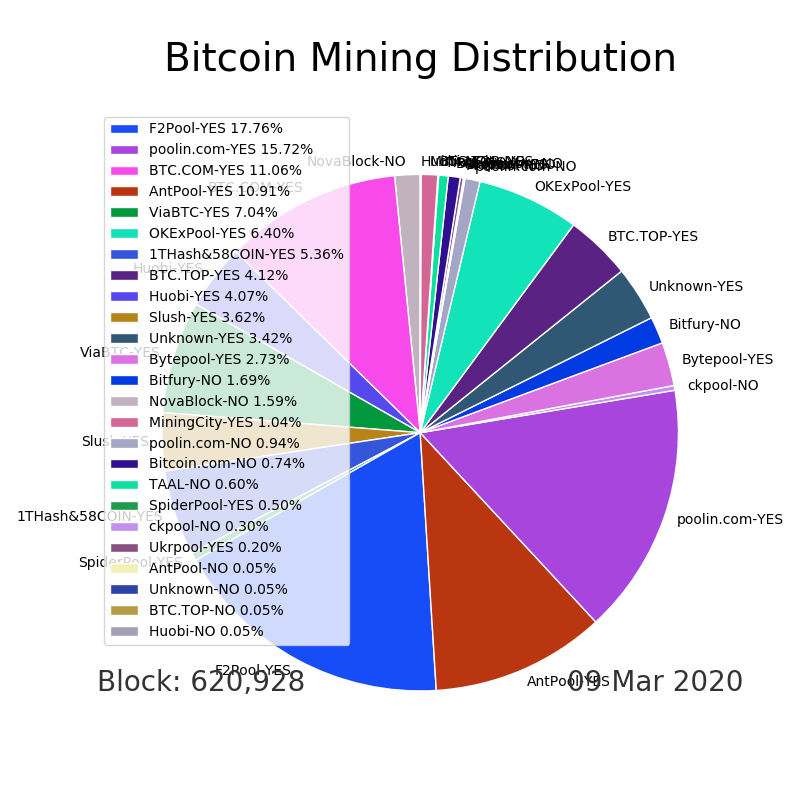 Bitcoin Mining Distribution
F2Pool-YES 17.76%
poolin.com-YES 15.72%
BTC.COM-YES 11.06%
AntPool-YES 10.91%
ViaBTC-YES 7.04%
OKExPool-YES 6.40%
1THash&58COIN-YES 5.36%
BTC.TOP-YES 4.12%
Huobi-YES 4.07%
Slush-YES 3.62%
Unknown-YES 3.42%
Bytepool-YES 2.73%
Bitfury-NO 1.69%
NovaBlock-NO 1.59%
MiningCity-YES 1.04%
poolin.com-NO 0.94%
Bitcoin.com-NO 0.74%
TAAL-NO 0.60%
SpiderPool-YES 0.50%
ckpool-NO 0.30%
Ukrpool-YES 0.20%
AntPool-NO 0.05%
Unknown-NO 0.05%
BTC.TOP-NO 0.05%
Huobi-NO 0.05%
NovaBlock-NO
BTC.COM-YES
Huobi-YES
ViaBTC-YES
Slush-YES
1THash&58COIN-YES
SpiderPool-YES
F2Pool-YES
AntPool-YES
poolin.com-YES
ckpool-NO
Bytepool-YES
Bitfury-NO
Unknown-YES
BTC.TOP-YES
OKExPool-YES
poolin.com-NO
Block: 620,928
09 Mar 2020